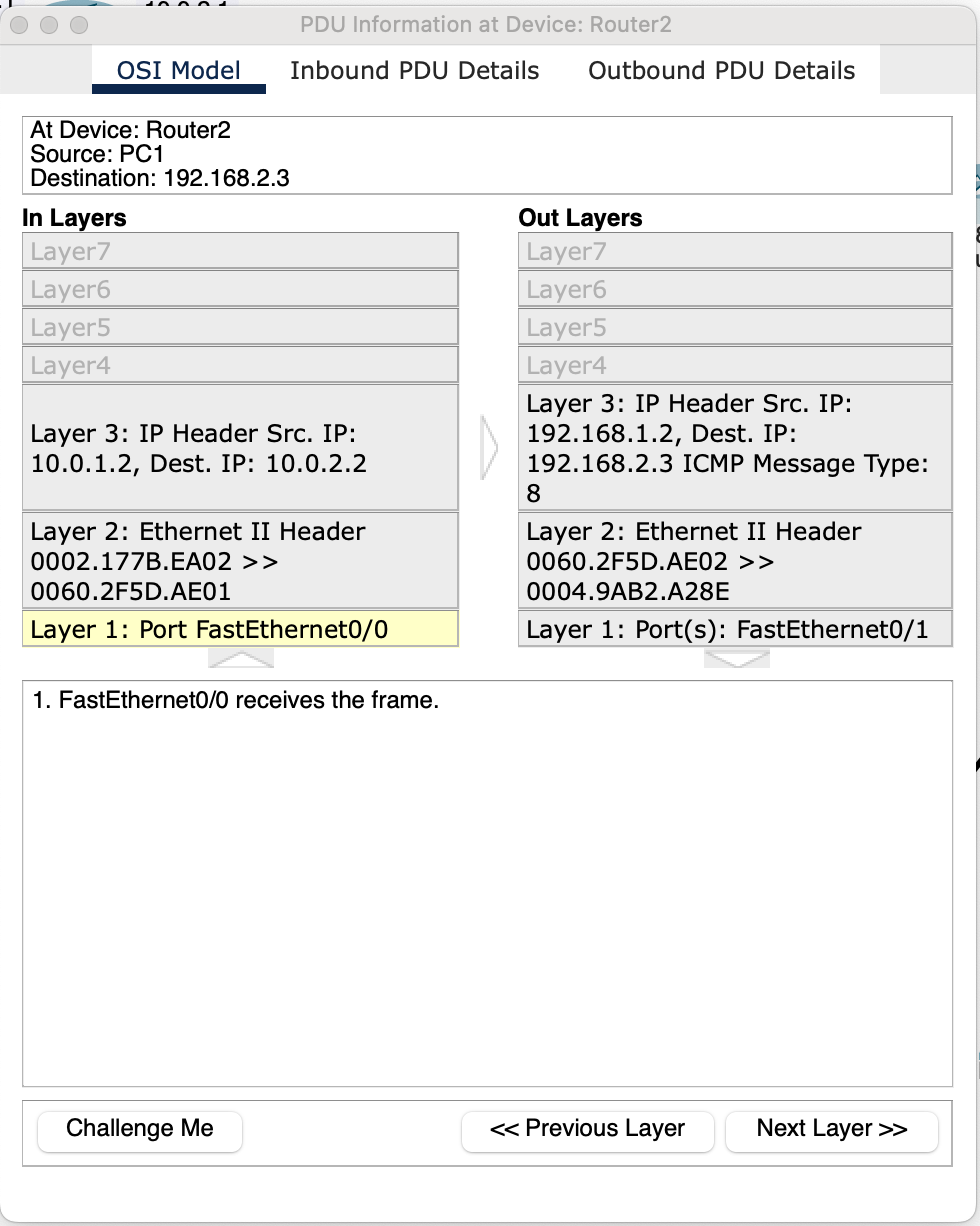 PDU Information at Device: Router2
OSI Model Inbound PDU Details Outbound PDU Details
At Device: Router2
Source: PC1
Destination: 192.168.2.3
In Layers
Layer7
Layer6
Layer5
Layer4
Layer 3: IP Header Src. IP:
10.0.1.2, Dest. IP: 10.0.2.2
Layer 2: Ethernet II Header
0002.177B.EA02 >>
0060.2F5D.AE01
Layer 1: Port FastEthernet0/0
Out Layers
Layer7
Layer6
Layer5
Layer4
Layer 3: IP Header Src. IP:
192.168.1.2, Dest. IP:
192.168.2.3 ICMP Message Type:
8
Layer 2: Ethernet II Header
0060.2F5D.AE02 >>
0004.9AB2.A28E
Layer 1: Port(s): FastEthernet0/1
1. FastEthernet0/0 receives the frame.
Challenge Me << Previous Layer Next Layer >>